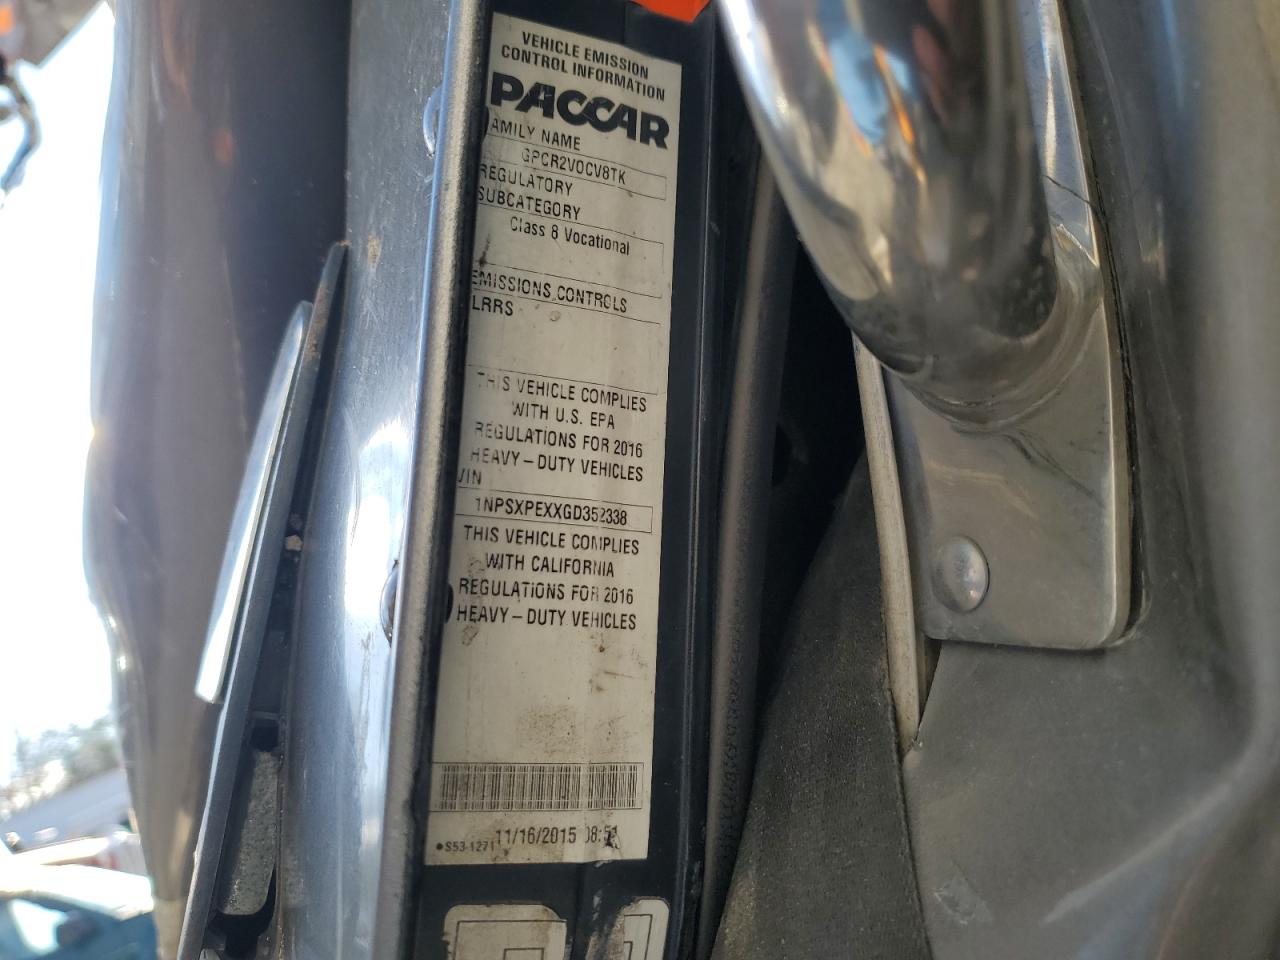 VEHICLE EMISSION
CONTROL INFORMATION
PACCAR
AMILY NAME
GPCR2VOCV8TK
REGULATORY
SUBCATEGORY
Class 8 Vocational
EMISSIONS CONTROLS
LRRS
THIS VEHICLE COMPLIES
WITH U.S. EPA
REGULATIONS FOR 2016
HEAVY-DUTY VEHICLES
VIN
1NPSXPEXXGD352338
THIS VEHICLE COMPLIES
WITH CALIFORNIA
REGULATIONS FOR 2016
HEAVY-DUTY VEHICLES
S53-1271 11/16/2015